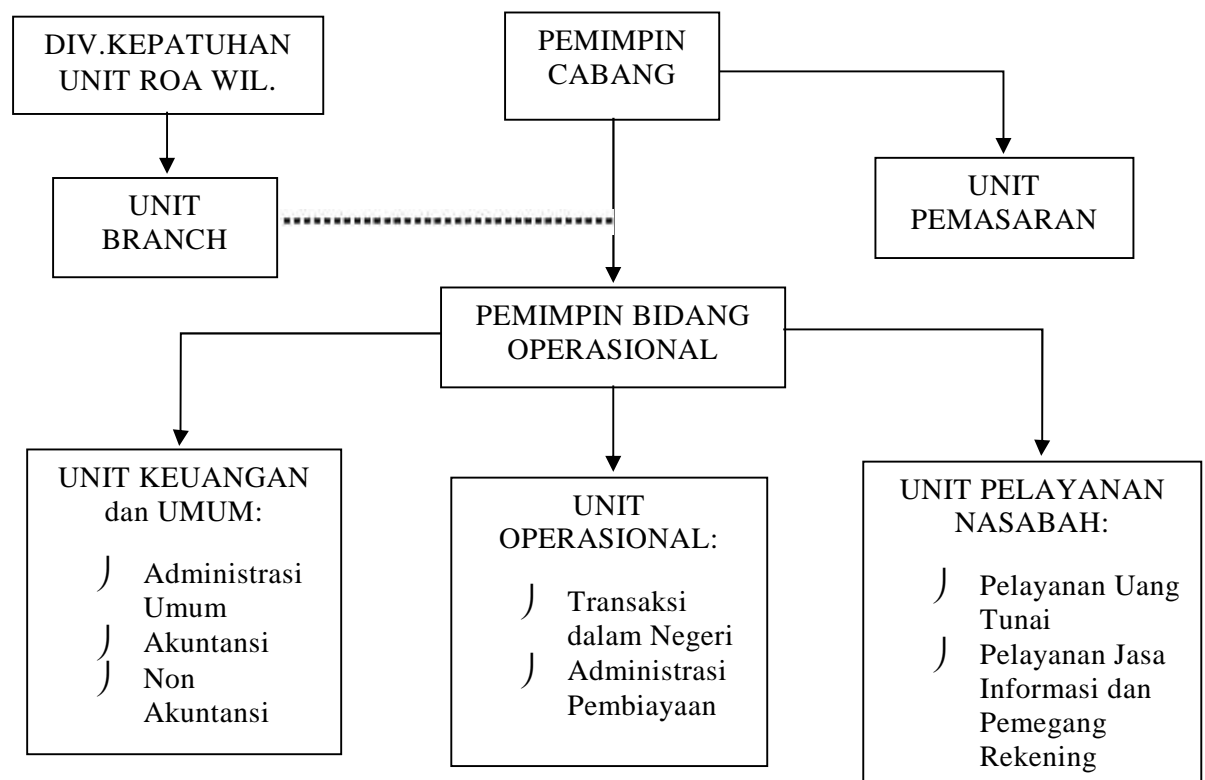 DIV.KEPATUHAN
UNIT ROA WIL.
PEMIMPIN
CABANG
UNIT
BRANCH
UNIT
PEMASARAN
PEMIMPIN BIDANG
OPERASIONAL
UNIT KEUANGAN
dan UMUM:
Administrasi
Umum
Akuntansi
Non
Akuntansi
UNIT
OPERASIONAL:
Transaksi
dalam Negeri
Administrasi
Pembiayaan
UNIT PELAYANAN
NASABAH:
Pelayanan Uang
Tunai
Pelayanan Jasa
Informasi dan
Pemegang
Rekening